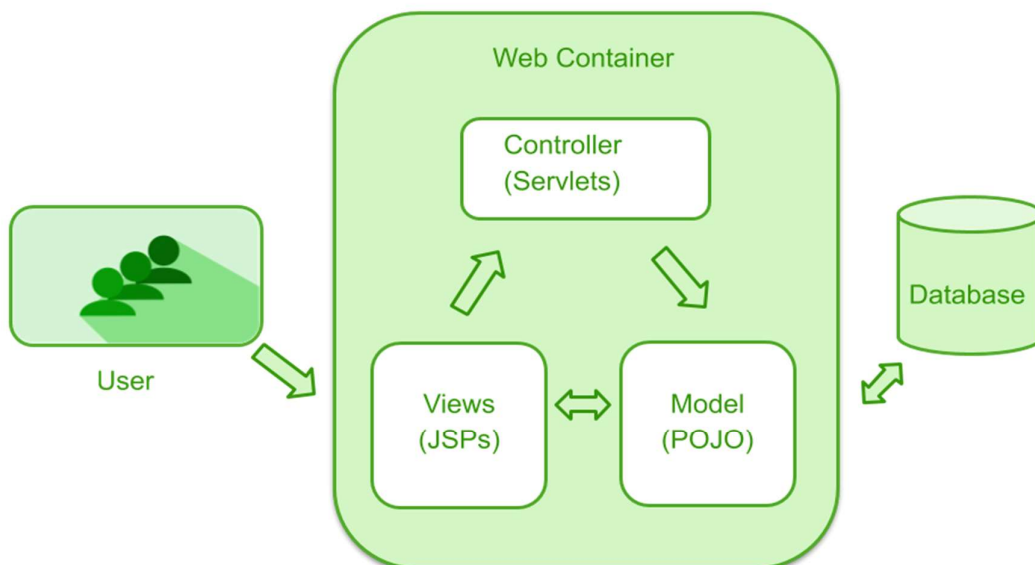 Web Container
Controller
(Servlets)
User
Views
(JSPs)
Model
(POJO)
Database